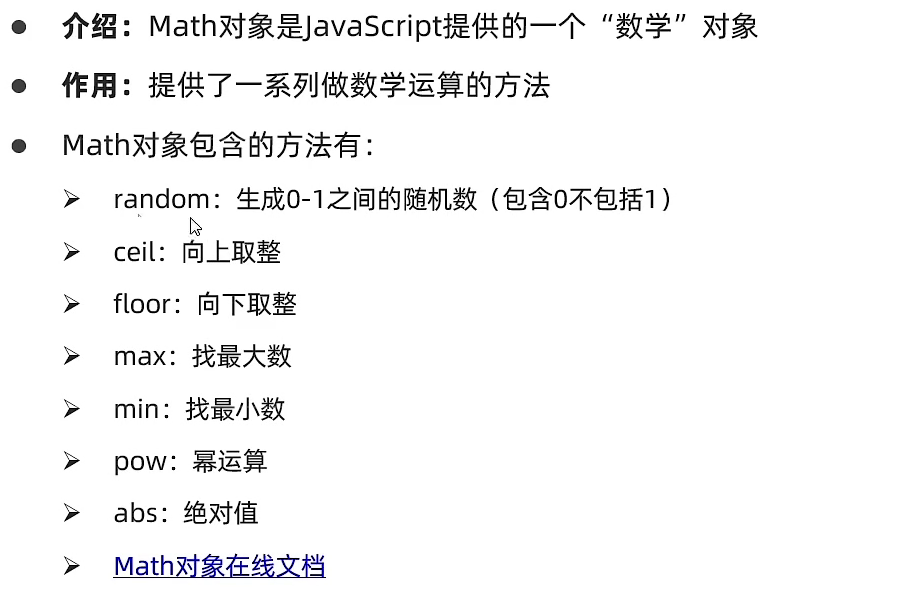 介绍：Math对象是JavaScript提供的一个“数学”对象
作用：提供了一系列做数学运算的方法
Math对象包含的方法有：
random：生成0-1之间的随机数（包含0不包括1）
ceil：向上取整
floor：向下取整
max：找最大数
min：找最小数
pow：幂运算
abs：绝对值
Math对象在线文档